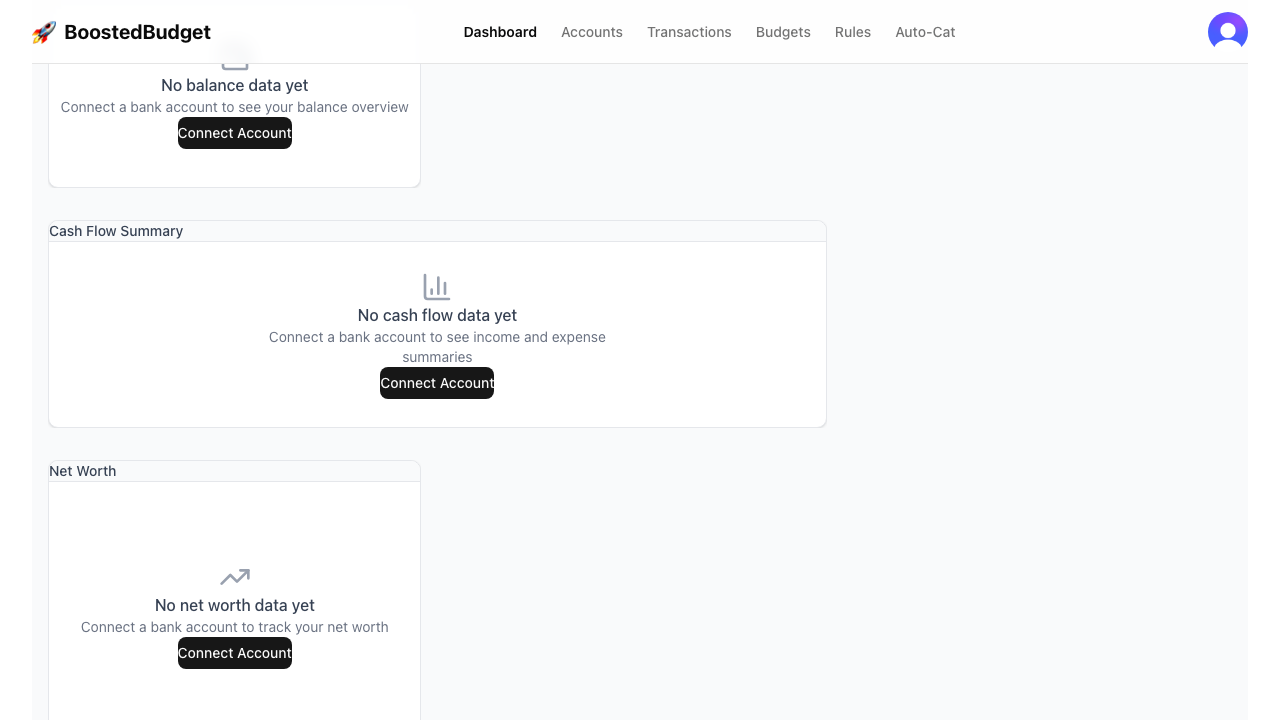 🚀 BoostedBudget
Dashboard Accounts Transactions Budgets Rules Auto-Cat
No balance data yet
Connect a bank account to see your balance overview
Connect Account
Cash Flow Summary
No cash flow data yet
Connect a bank account to see income and expense
summaries
Connect Account
Net Worth
No net worth data yet
Connect a bank account to track your net worth
Connect Account